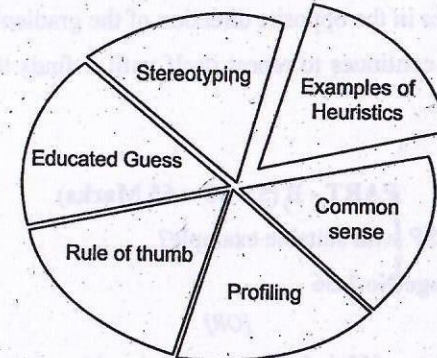 Stereotyping
Examples of
Heuristics
Educated Guess
Common
sense
Rule of thumb
Profiling